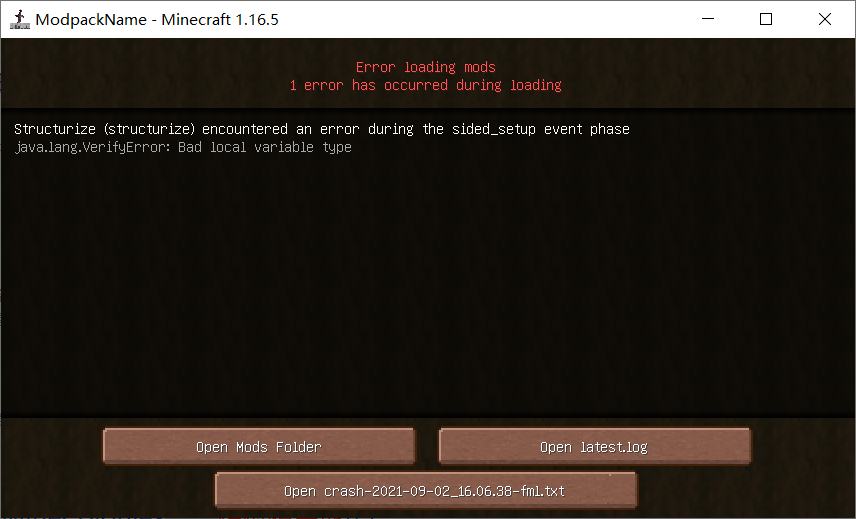 ModpackName - Minecraft 1.16.5
Error loading mods
1 error has occurred during loading
Structurize (structurize) encountered an error during the sided_setup event phase
java.lang.VerifyError: Bad local variable type
Open Mods Folder
Open latest.log
Open crash-2021-09-02_16.06.38-fml.txt